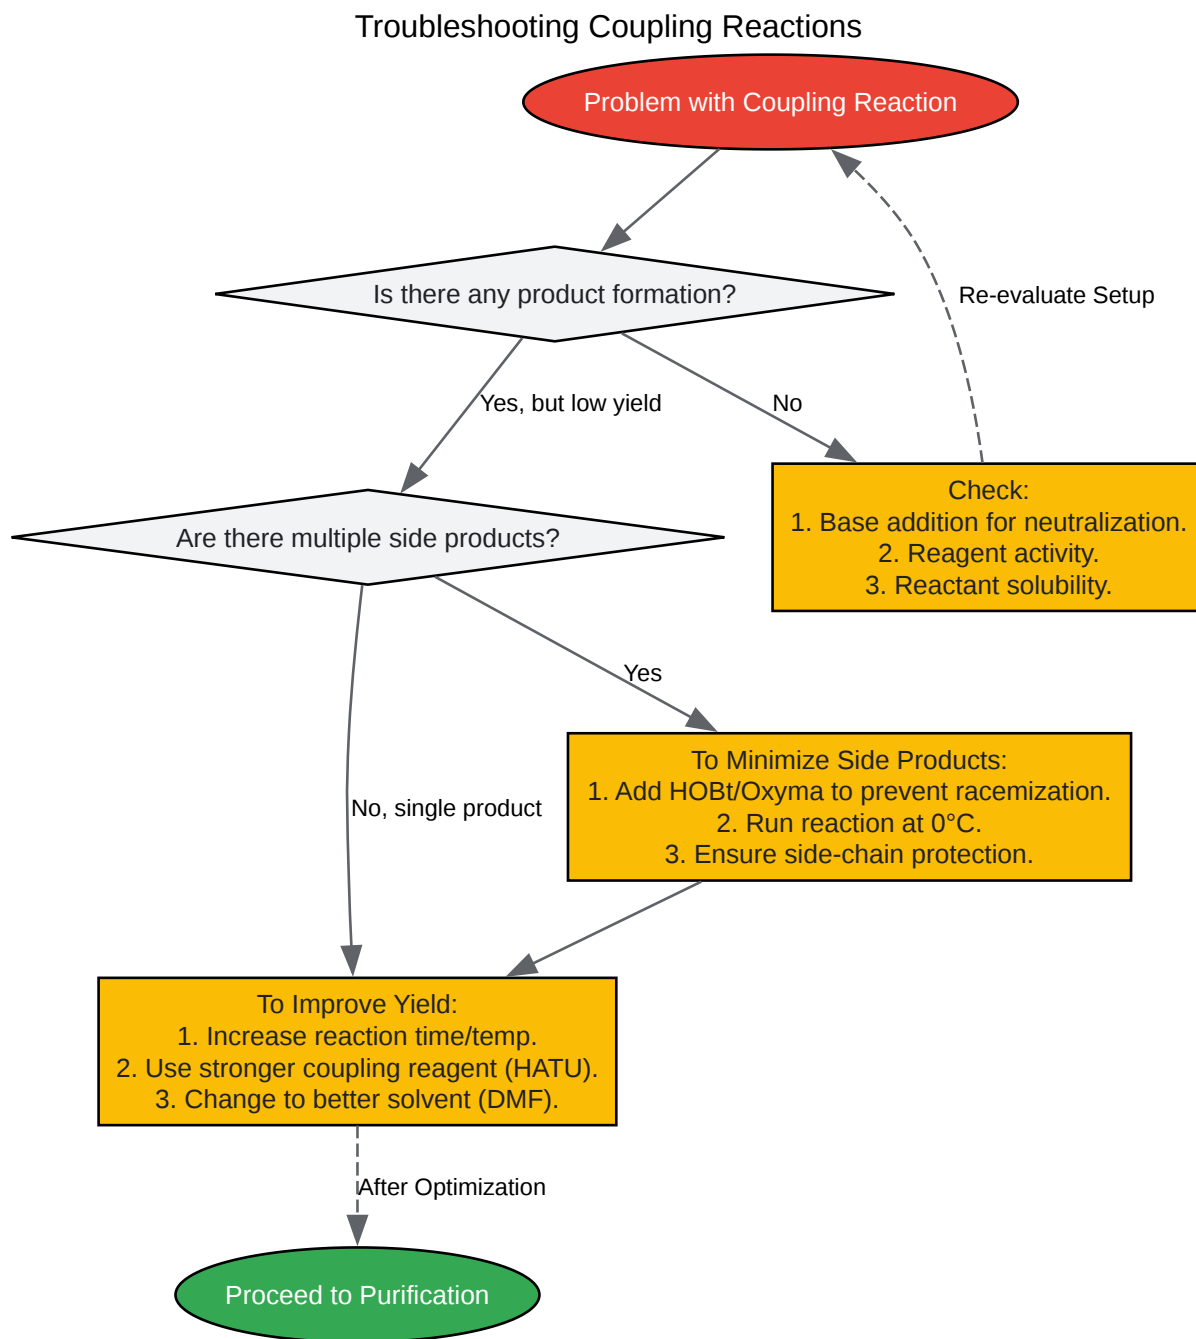 Troubleshooting Coupling Reactions
Problem with Coupling Reaction
Is there any product formation?
Re-evaluate Setup
Yes, but low yield
No
Check:
1. Base addition for neutralization.
2. Reagent activity.
3. Reactant solubility.
Are there multiple side products?
Yes
To Minimize Side Products:
1. Add HOBt/Oxyma to prevent racemization.
2. Run reaction at 0°C.
3. Ensure side-chain protection.
No, single product
To Improve Yield:
1. Increase reaction time/temp.
2. Use stronger coupling reagent (HATU).
3. Change to better solvent (DMF).
After Optimization
Proceed to Purification